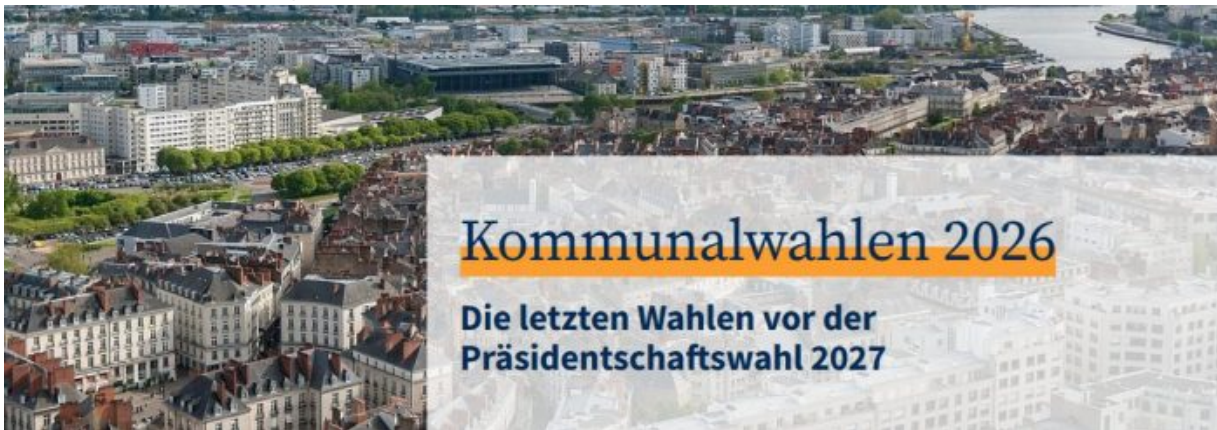 Kommunalwahlen 2026
Die letzten Wahlen vor der
Präsidentschaftswahl 2027